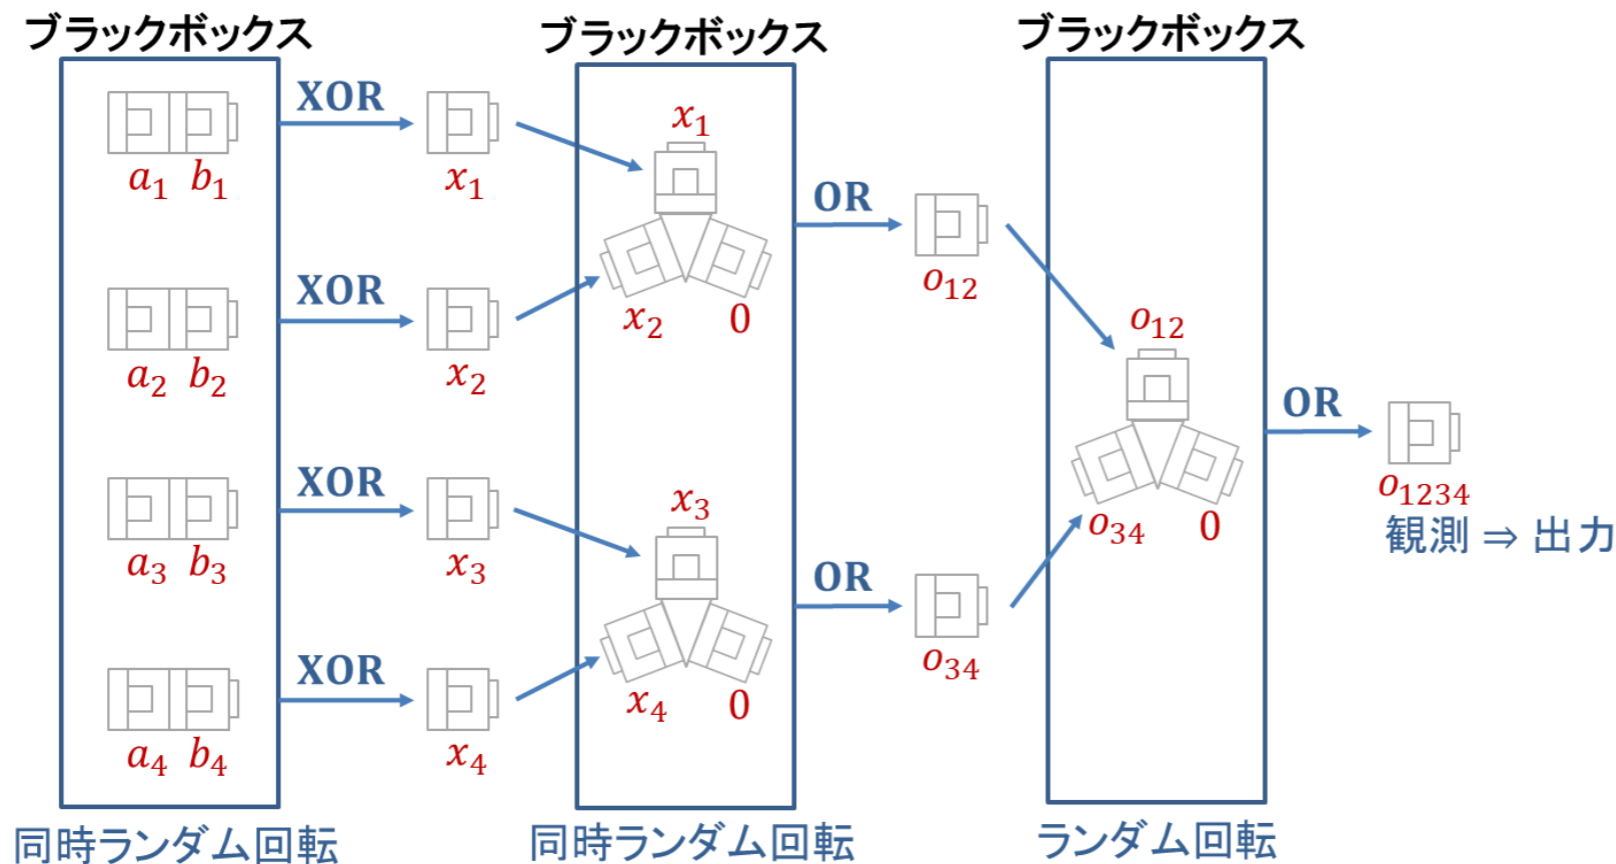 ブラックボックス
a₁ b₁
XOR
x₁
a₂ b₂
XOR
x₂
a₃ b₃
XOR
x₃
a₄ b₄
XOR
x₄
同時ランダム回転
ブラックボックス
x₁
x₂ 0
OR
o₁₂
x₃
x₄ 0
OR
o₃₄
同時ランダム回転
ブラックボックス
o₁₂
o₃₄ 0
OR
o₁₂₃₄
観測 ⇒ 出力
ランダム回転